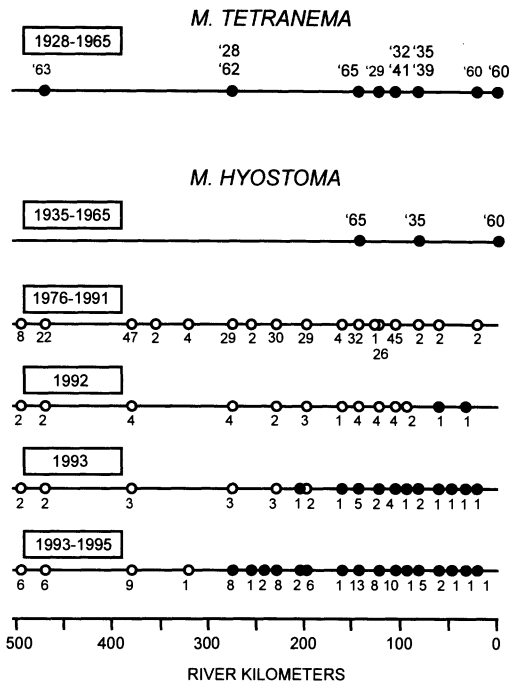 M. TETRANEMA
1928-1965
'28 '32 '35
'63 '62 '65 '29 '41 '39 '60 '60
M. HYOSTOMA
1935-1965
'65 '35 '60
1976-1991
8 22 47 2 4 29 2 30 29 4 32 1 45 2 2 2
26
1992
2 2 4 4 2 3 1 4 4 4 2 1 1
1993
2 2 3 3 3 1 2 1 5 2 4 1 2 1 1 1 1
1993-1995
6 6 9 1 8 1 2 8 2 6 1 13 8 10 1 5 2 1 1 1
500 400 300 200 100 0
RIVER KILOMETERS